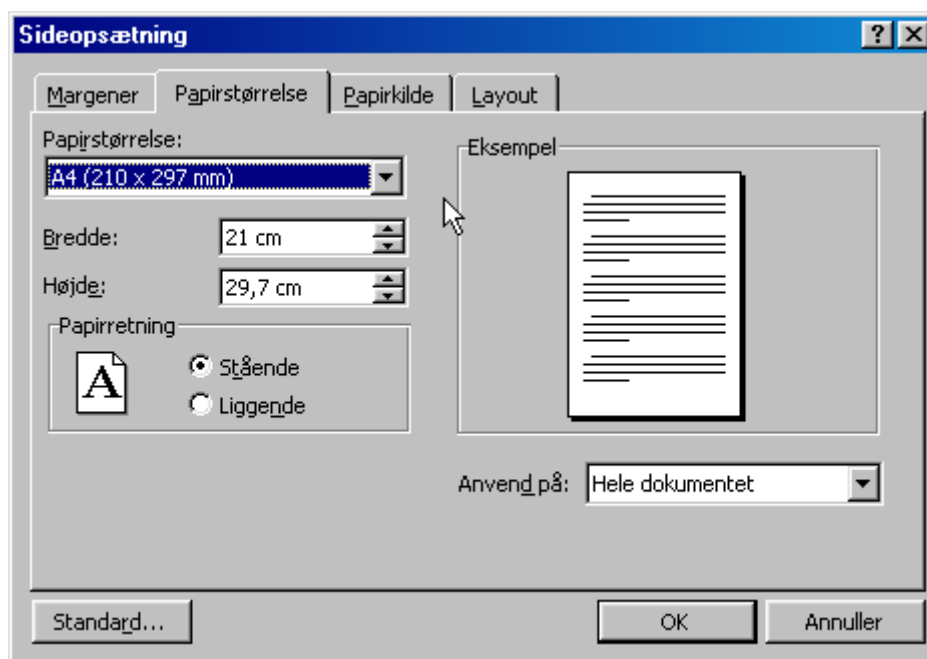 Sideopsætning
Margener Papirstørrelse Papirkilde Layout
Papirstørrelse:
A4 (210 x 297 mm)
Bredde: 21 cm
Højde: 29,7 cm
Papirretning
A
Stående
Liggende
Eksempel
Anvend på: Hele dokumentet
Standard... OK Annuller